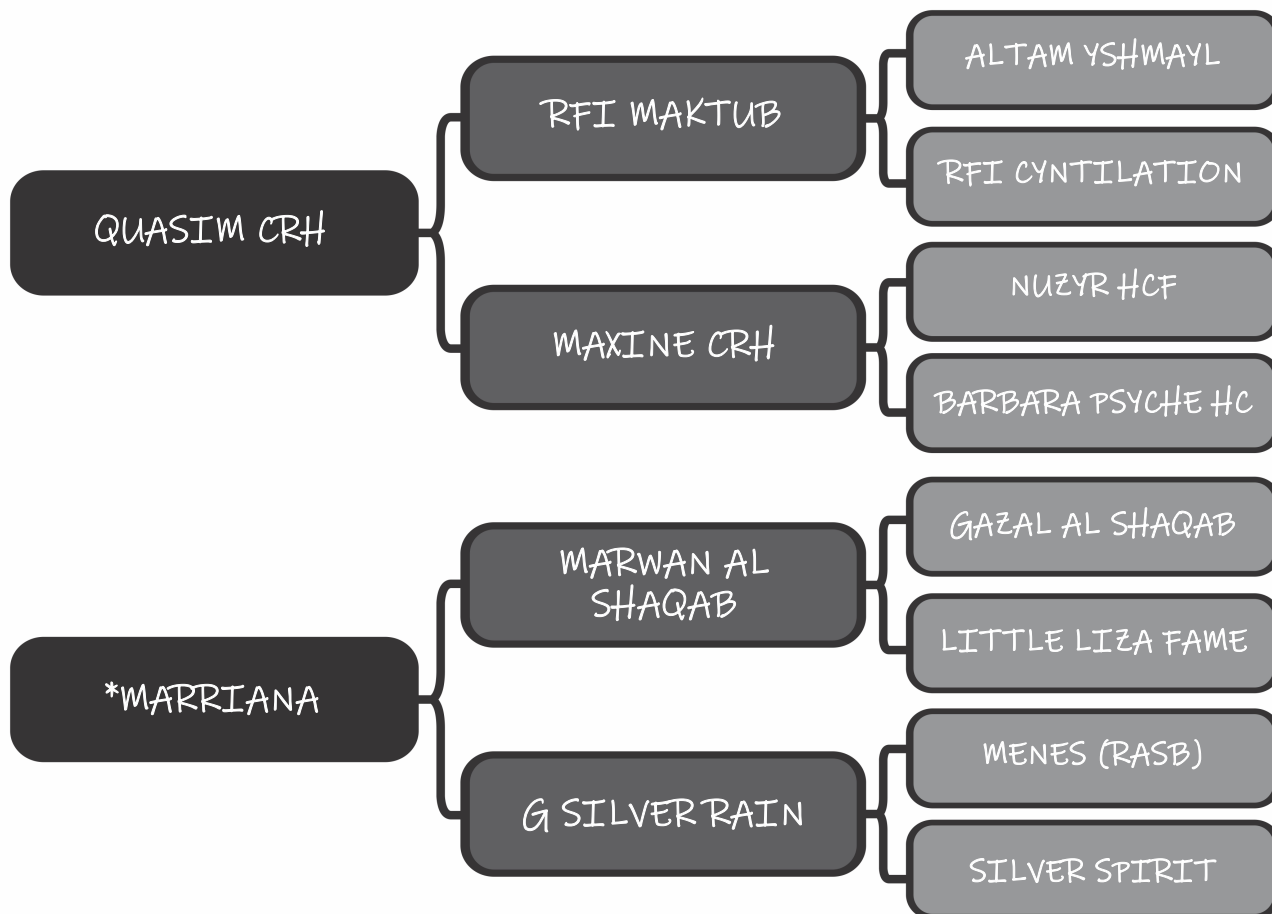 ALTAM YSHMAYL
RFI MAKTUB
RFI CYNTILATION
QUASIM CRH
NUZYR HCF
MAXINE CRH
BARBARA PSYCHE HC
GAZAL AL SHAQAB
MARWAN AL
SHAQAB
LITTLE LIZA FAME
*MARRIANA
MENES (RASB)
G SILVER RAIN
SILVER SPIRIT